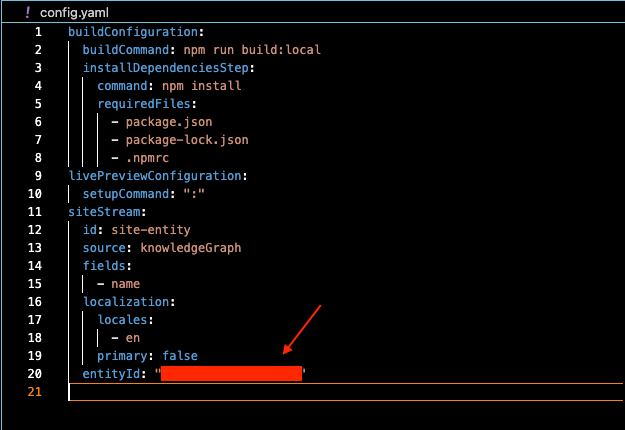 ! config.yaml
1 buildConfiguration:
2 buildCommand: npm run build:local
3 installDependenciesStep:
4 command: npm install
5 requiredFiles:
6 - package.json
7 - package-lock.json
8 - .npmrc
9 livePreviewConfiguration:
10 setupCommand: ":"
11 siteStream:
12 id: site-entity
13 source: knowledgeGraph
14 fields:
15 - name
16 localization:
17 locales:
18 - en
19 primary: false
20 entityId: "'
21